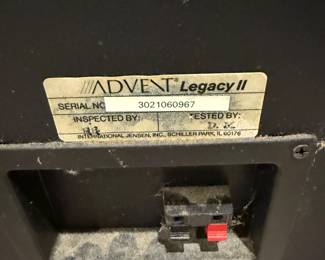 ADVENT® Legacy II
SERIAL NO. 3021060967
INSPECTED BY: TESTED BY:
INTERNATIONAL JENSEN, INC., SCHILLER PARK, IL 60176